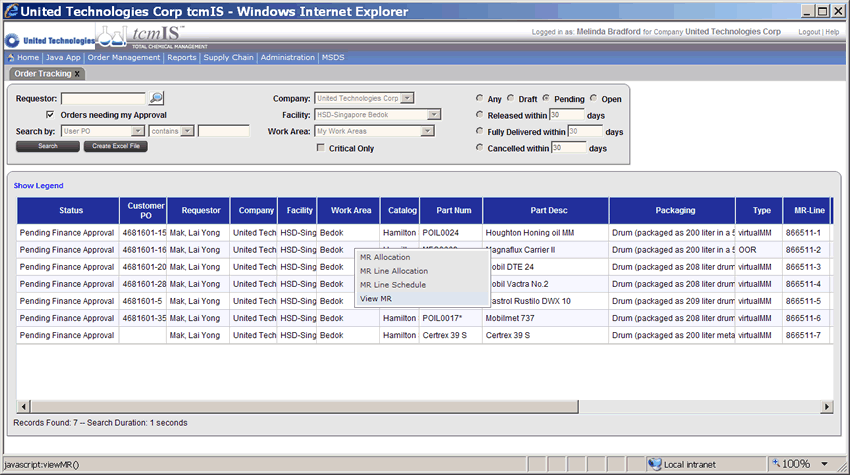 United Technologies Corp tcmIS - Windows Internet Explorer
United Technologies
tcmIS™
TOTAL CHEMICAL MANAGEMENT
Logged in as: Melinda Bradford for Company United Technologies Corp
Logout | Help
Home | Java App | Order Management | Reports | Supply Chain | Administration | MSDS
Order Tracking X
Requestor: Company: United Technologies Corp Any Draft Pending Open
Orders needing my Approval Facility: HSD-Singapore Bedok Released within 30 days
Search by: User PO contains Work Area: My Work Areas Fully Delivered within 30 days
Search Create Excel File Critical Only Cancelled within 30 days
Show Legend
Status Customer PO Requestor Company Facility Work Area Catalog Part Num Part Desc Packaging Type MR-Line
Pending Finance Approval 4681601-15 Mak, Lai Yong United Tech HSD-Sing Bedok Hamilton POIL0024 Houghton Honing oil MM Drum (packaged as 200 liter in a 5 virtualMM 866511-1
Pending Finance Approval 4681601-16 Mak, Lai Yong United Tech HSD-Sing Bedok Magnaflux Carrier II Drum (packaged as 200 liter in a 5 OOR 866511-2
Pending Finance Approval 4681601-20 Mak, Lai Yong United Tech HSD-Sing Bedok obil DTE 24 Drum (packaged as 208 liter drum virtualMM 866511-3
Pending Finance Approval 4681601-28 Mak, Lai Yong United Tech HSD-Sing Bedok obil Vactra No.2 Drum (packaged as 208 liter drum virtualMM 866511-4
Pending Finance Approval 4681601-5 Mak, Lai Yong United Tech HSD-Sing Bedok astrol Rustilo DWX 10 Drum (packaged as 209 liter drum virtualMM 866511-5
Pending Finance Approval 4681601-35 Mak, Lai Yong United Tech HSD-Sing Bedok Hamilton POIL0017* Mobilmet 737 Drum (packaged as 208 liter drum virtualMM 866511-6
Pending Finance Approval Mak, Lai Yong United Tech HSD-Sing Bedok Hamilton Certrex 39 S Certrex 39 S Drum (packaged as 200 liter meta virtualMM 866511-7
MR Allocation
MR Line Allocation
MR Line Schedule
View MR
Records Found: 7 -- Search Duration: 1 seconds
javascript:viewMR()
Local intranet
100%